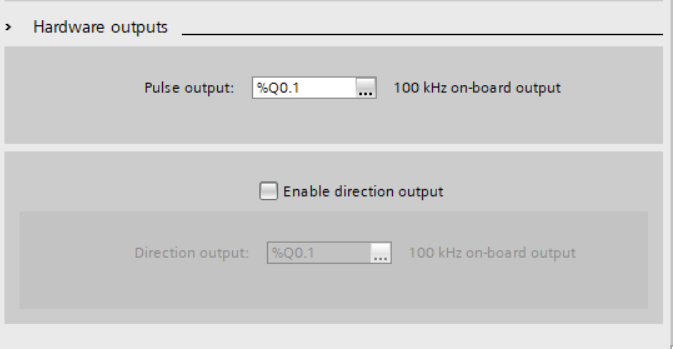 Hardware outputs
Pulse output: %Q0.1 ... 100 kHz on-board output
Enable direction output
Direction output: %Q0.1 ... 100 kHz on-board output